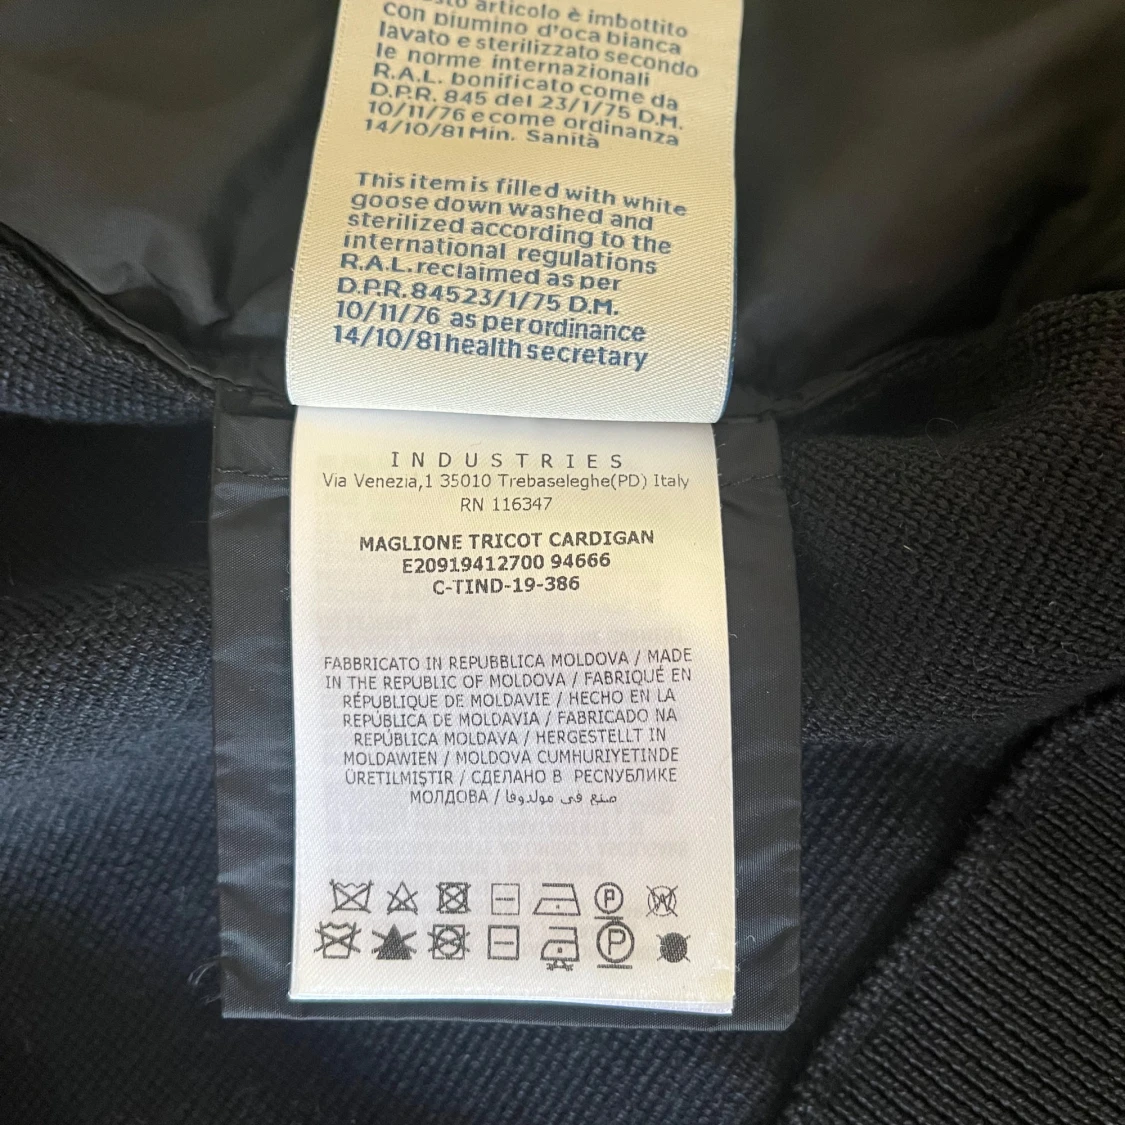 articolo è imbottito
con piumino d'oca bianca
lavato e sterilizzato secondo
le norme internazionali
R.A.L. bonificato come da
D.P.R. 845 del 23/1/75 D.M.
10/11/76 e come ordinanza
14/10/81 Min. Sanità
This item is filled with white
goose down washed and
sterilized according to the
international regulations
R.A.L. reclaimed as per
D.P.R. 845 23/1/75 D.M.
10/11/76 as per ordinance
14/10/81 health secretary
INDUSTRIES
Via Venezia,1 35010 Trebaseleghe(PD) Italy
RN 116347
MAGLIONE TRICOT CARDIGAN
E20919412700 94666
C-TIND-19-386
FABBRICATO IN REPUBBLICA MOLDOVA / MADE
IN THE REPUBLIC OF MOLDOVA / FABRIQUÉ EN
RÉPUBLIQUE DE MOLDAVIE / HECHO EN LA
REPÚBLICA DE MOLDAVIA / FABRICADO NA
REPÚBLICA MOLDAVA / HERGESTELLT IN
MOLDAWIEN / MOLDOVA CUMHURIYETINDE
ÜRETILMIŞTIR / СДЕЛАНО В РЕСПУБЛИКЕ
МОЛДОВА / صنع في مولدوفا
P W
P